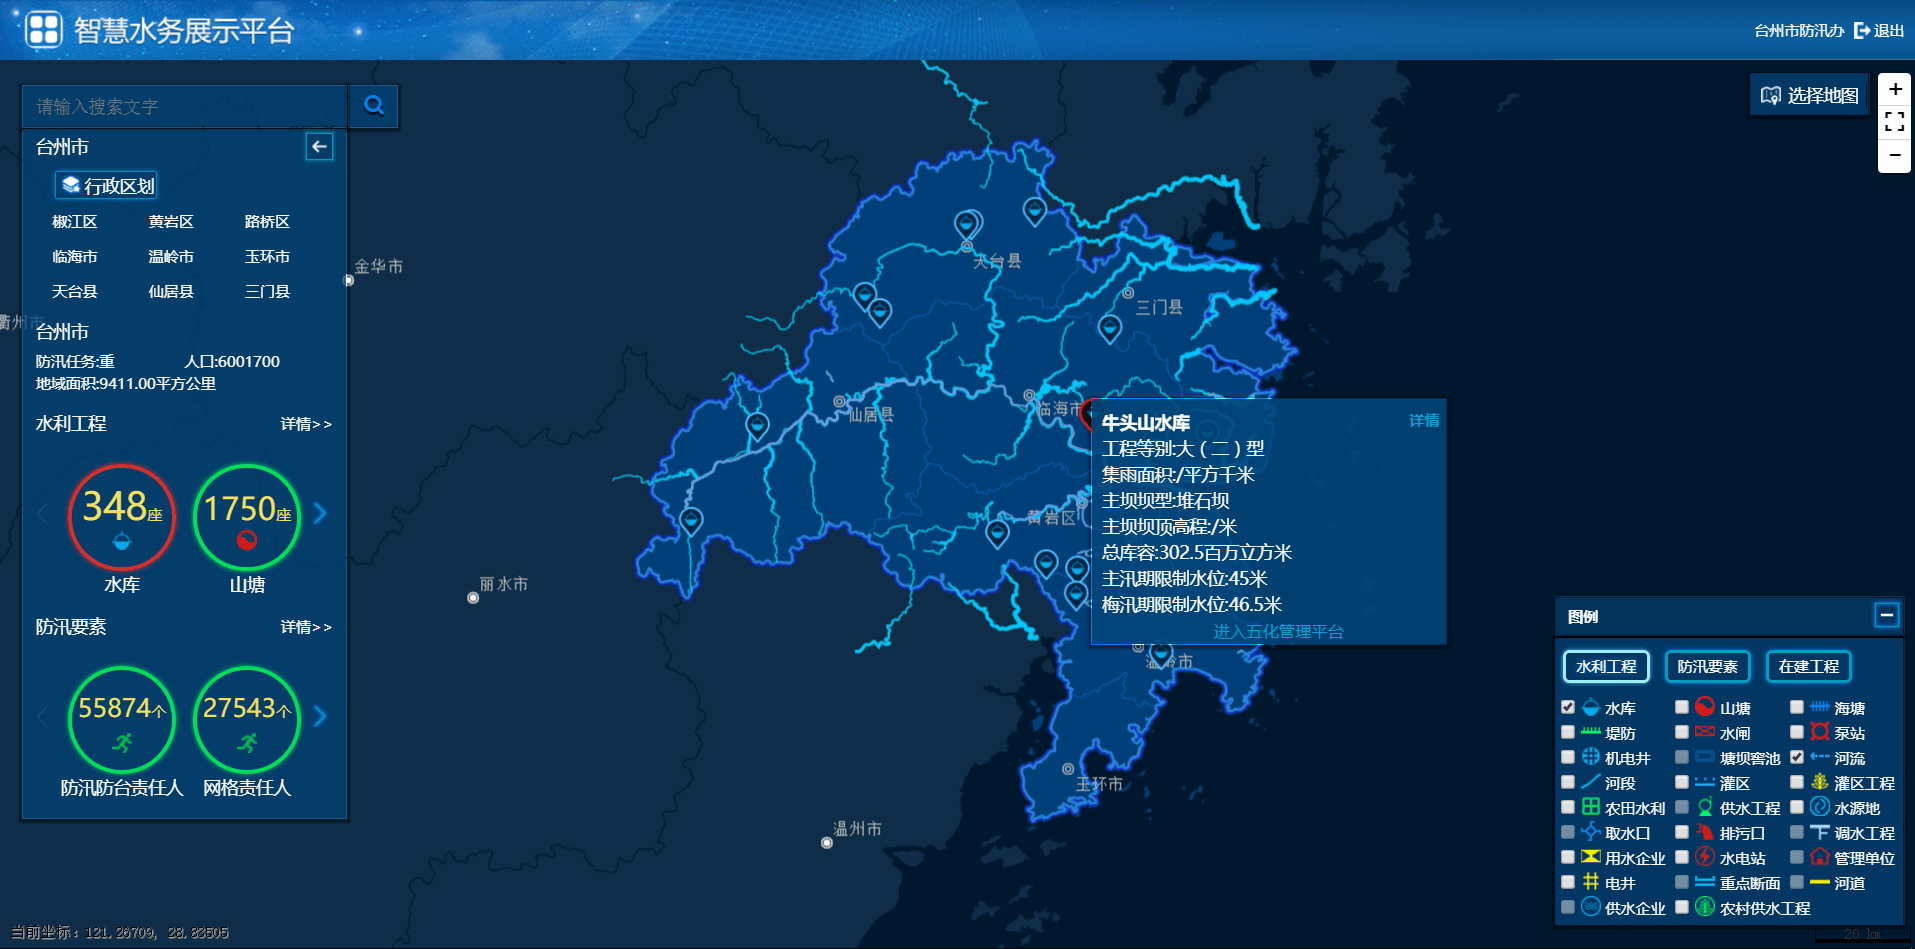 智慧水务展示平台
台州市防汛办 退出
请输入搜索文字
选择地图
+
−
台州市
行政区划
椒江区 黄岩区 路桥区
临海市 温岭市 玉环市
天台县 仙居县 三门县
台州市
防汛任务:重 人口:6001700
地域面积:9411.00平方公里
水利工程 详情>>
348座 1750座
水库 山塘
防汛要素 详情>>
55874个 27543个
防汛防台责任人 网格责任人
金华市
衢州市
天台县
三门县
临海市
仙居县
黄岩区
丽水市
温岭市
玉环市
温州市
牛头山水库 详情
工程等别:大（二）型
集雨面积:/平方千米
主坝坝型:堆石坝
主坝坝顶高程:/米
总库容:302.5百万立方米
主汛期限制水位:45米
梅汛期限制水位:46.5米
进入五化管理平台
图例
水利工程 防汛要素 在建工程
水库 山塘 海塘
堤防 水闸 泵站
机电井 塘坝窖池 河流
河段 灌区 灌区工程
农田水利 供水工程 水源地
取水口 排污口 调水工程
用水企业 水电站 管理单位
电井 重点断面 河道
供水企业 农村供水工程
当前坐标：121.26709, 28.83505
20 km